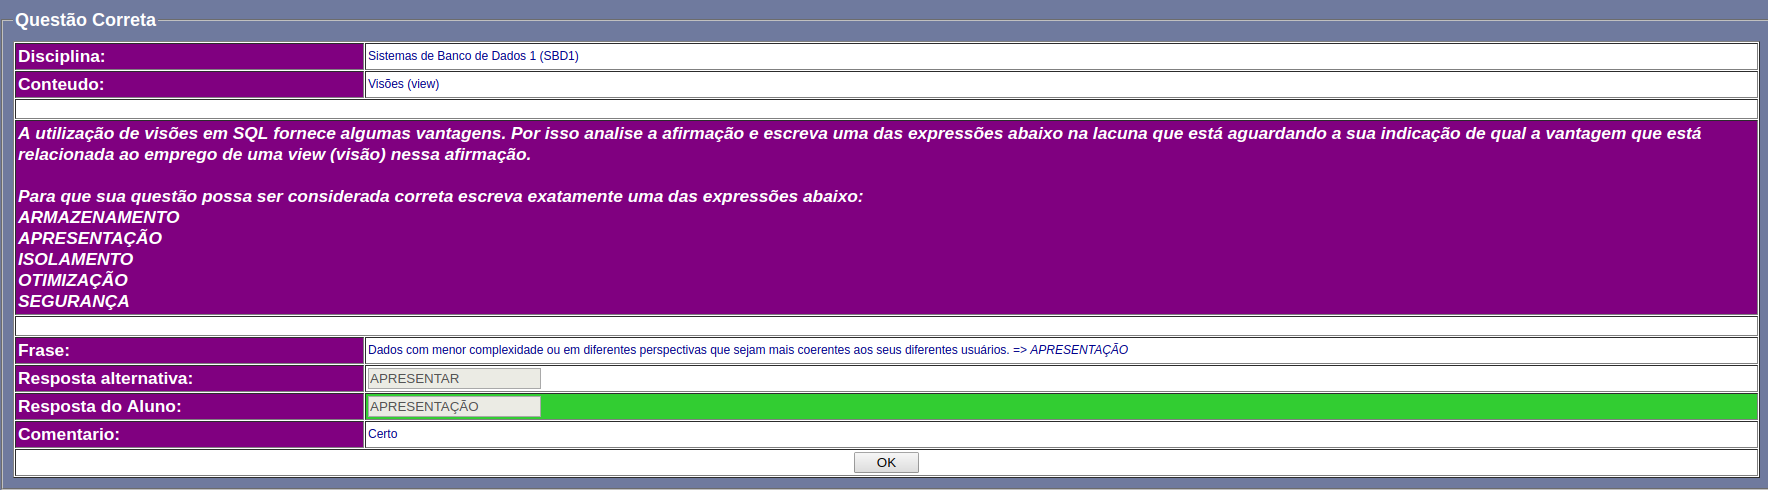 Questão Correta
Disciplina: Sistemas de Banco de Dados 1 (SBD1)
Conteudo: Visões (view)
A utilização de visões em SQL fornece algumas vantagens. Por isso analise a afirmação e escreva uma das expressões abaixo na lacuna que está aguardando a sua indicação de qual a vantagem que está
relacionada ao emprego de uma view (visão) nessa afirmação.
Para que sua questão possa ser considerada correta escreva exatamente uma das expressões abaixo:
ARMAZENAMENTO
APRESENTAÇÃO
ISOLAMENTO
OTIMIZAÇÃO
SEGURANÇA
Frase: Dados com menor complexidade ou em diferentes perspectivas que sejam mais coerentes aos seus diferentes usuários. => APRESENTAÇÃO
Resposta alternativa: APRESENTAR
Resposta do Aluno: APRESENTAÇÃO
Comentario: Certo
OK